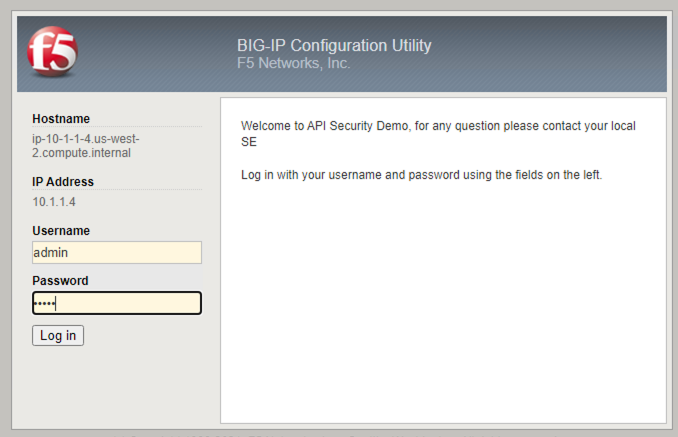 f5
BIG-IP Configuration Utility
F5 Networks, Inc.
Hostname
ip-10-1-1-4.us-west-
2.compute.internal
IP Address
10.1.1.4
Username
admin
Password
•••••
Log in
Welcome to API Security Demo, for any question please contact your local
SE
Log in with your username and password using the fields on the left.